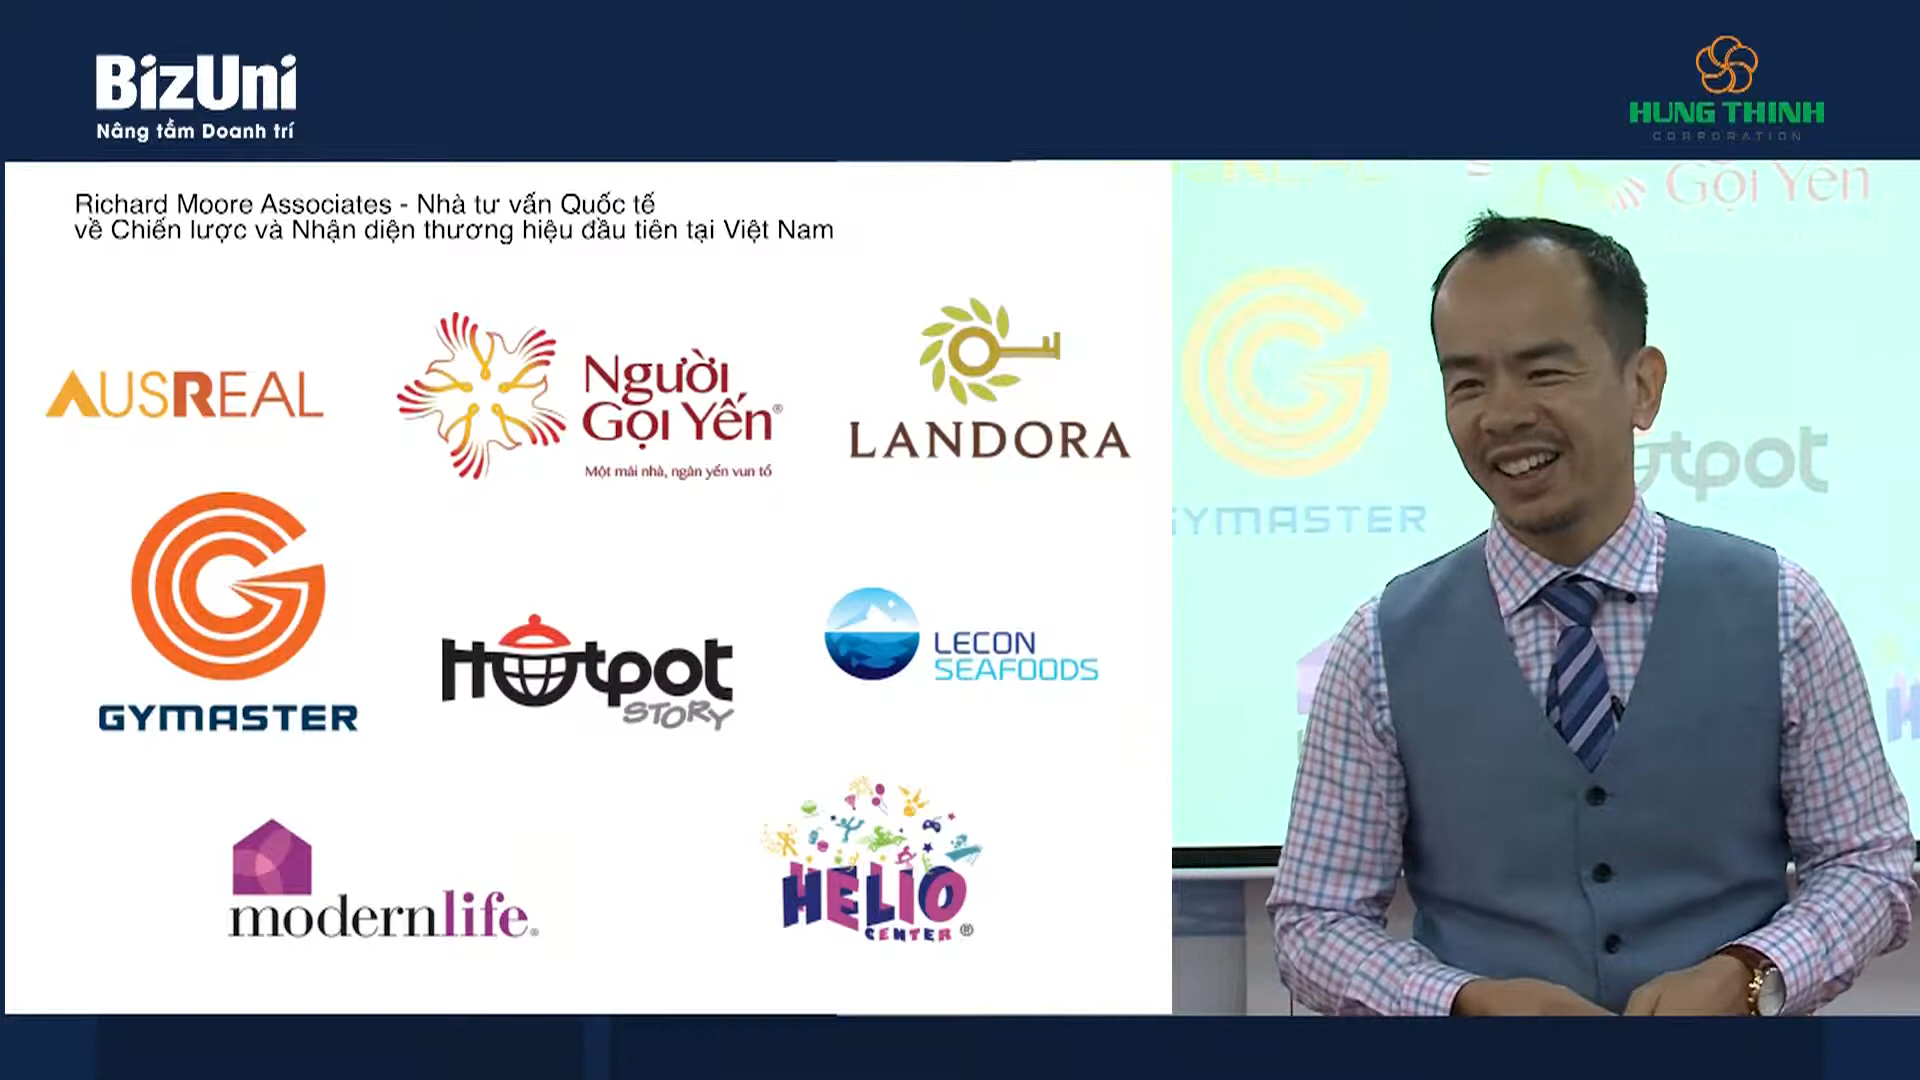 BizUni
Nâng tầm Doanh trí
HUNG THINH
CORPORATION
Richard Moore Associates - Nhà tư vấn Quốc tế
về Chiến lược và Nhận diện thương hiệu đầu tiên tại Việt Nam
AUSREAL
Người
Gọi Yến®
Một mái nhà, ngàn yến vun tổ
LANDORA
GYMASTER
Hotpot
STORY
LECON
SEAFOODS
modernlife®
HELIO
CENTER®
Gọi Yến
YMASTER
otpot